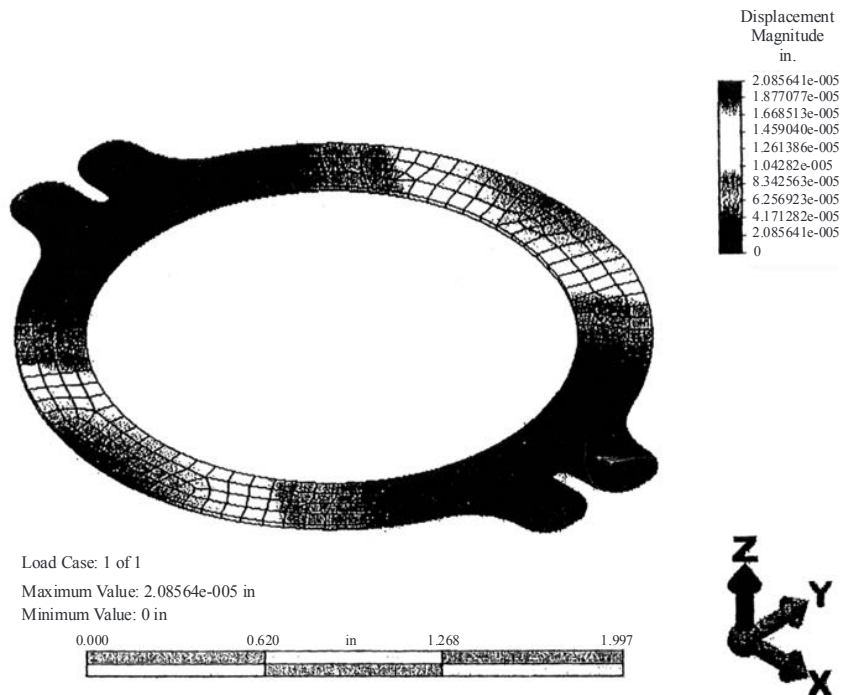 Displacement
Magnitude
in.
2.085641e-005
1.877077e-005
1.668513e-005
1.459040e-005
1.261386e-005
1.04282e-005
8.342563e-005
6.256923e-005
4.171282e-005
2.085641e-005
0
Load Case: 1 of 1
Maximum Value: 2.08564e-005 in
Minimum Value: 0 in
0.000 0.620 in 1.268 1.997
Z
Y
X